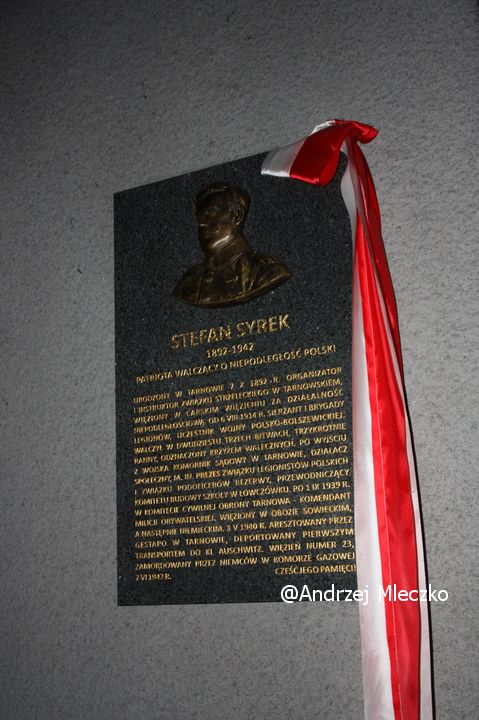 STEFAN SYREK
1892-1942
PATRIOTA WALCZĄCY O NIEPODLEGŁOŚĆ POLSKI
URODZONY W TARNOWIE 7 X 1892 R. ORGANIZATOR
I INSTRUKTOR ZWIĄZKU STRZELECKIEGO W TARNOWSKIEM,
WIĘZIONY W CARSKIM WIĘZIENIU ZA DZIAŁALNOŚĆ
NIEPODLEGŁOŚCIOWĄ. OD 6 VIII 1914 R. SIERŻANT I BRYGADY
LEGIONÓW, UCZESTNIK WOJNY POLSKO-BOLSZEWICKIEJ.
WALCZYŁ W DWUDZIESTU TRZECH BITWACH, TRZYKROTNIE
RANNY, ODZNACZONY KRZYŻEM WALECZNYCH. PO WYJŚCIU
Z WOJSKA KOMORNIK SĄDOWY W TARNOWIE, DZIAŁACZ
SPOŁECZNY, M. IN. PREZES ZWIĄZKU LEGIONISTÓW POLSKICH
I ZWIĄZKU PODOFICERÓW REZERWY, PRZEWODNICZĄCY
KOMITETU BUDOWY SZKOŁY W ŁOWCZÓWKU. PO 1 IX 1939 R.
W KOMITECIE CYWILNEJ OBRONY TARNOWA - KOMENDANT
MILICJI OBYWATELSKIEJ. WIĘZIONY W OBOZIE SOWIECKIM,
A NASTĘPNIE NIEMIECKIM. 3 V 1940 R. ARESZTOWANY PRZEZ
GESTAPO W TARNOWIE, DEPORTOWANY PIERWSZYM
TRANSPORTEM DO KL AUSCHWITZ. WIĘZIEŃ NUMER 23,
ZAMORDOWANY PRZEZ NIEMCÓW W KOMORZE GAZOWEJ
7 VI 1942 R. CZEŚĆ JEGO PAMIĘCI!
@Andrzej Mleczko